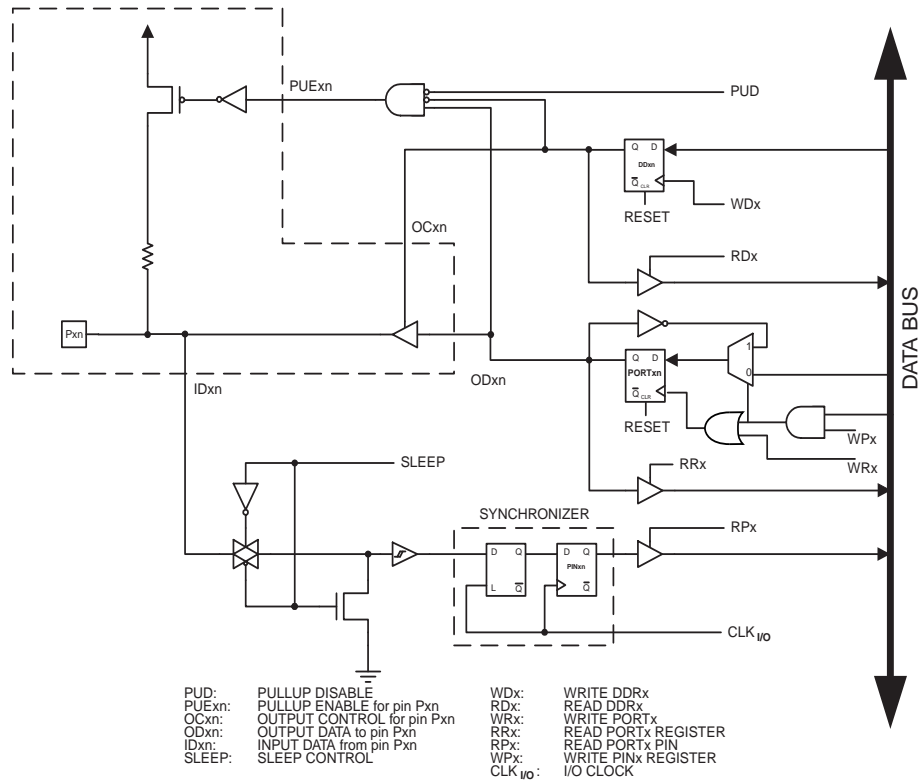 PUExn
PUD
Q D
DDxn
Q CLR
RESET
WDx
OCxn
RDx
Pxn
1
Q D
PORTxn
0
ODxn
IDxn
Q CLR
RESET
WPx
WRx
SLEEP
RRx
SYNCHRONIZER
RPx
D Q
L Q
D Q
PINxn
Q
CLK I/O
DATA BUS
PUD: PULLUP DISABLE
PUExn: PULLUP ENABLE for pin Pxn
OCxn: OUTPUT CONTROL for pin Pxn
ODxn: OUTPUT DATA to pin Pxn
IDxn: INPUT DATA from pin Pxn
SLEEP: SLEEP CONTROL
WDx: WRITE DDRx
RDx: READ DDRx
WRx: WRITE PORTx
RRx: READ PORTx REGISTER
RPx: READ PORTx PIN
WPx: WRITE PINx REGISTER
CLK I/O: I/O CLOCK